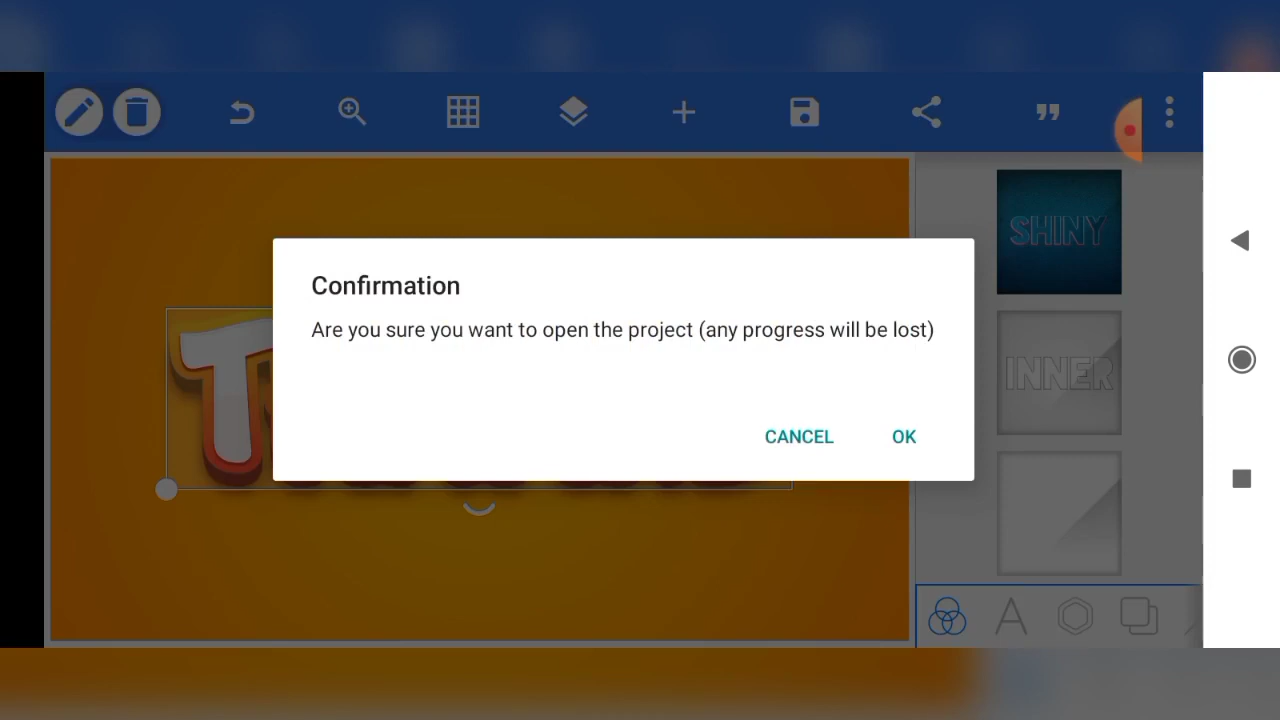 SHINY
Confirmation
Are you sure you want to open the project (any progress will be lost)
T
INNER
CANCEL
OK